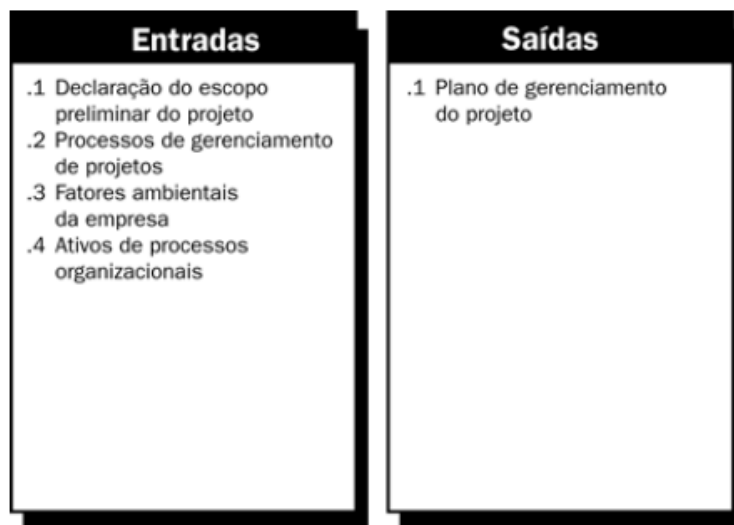 Entradas
.1 Declaração do escopo
preliminar do projeto
.2 Processos de gerenciamento
de projetos
.3 Fatores ambientais
da empresa
.4 Ativos de processos
organizacionais
Saídas
.1 Plano de gerenciamento
do projeto